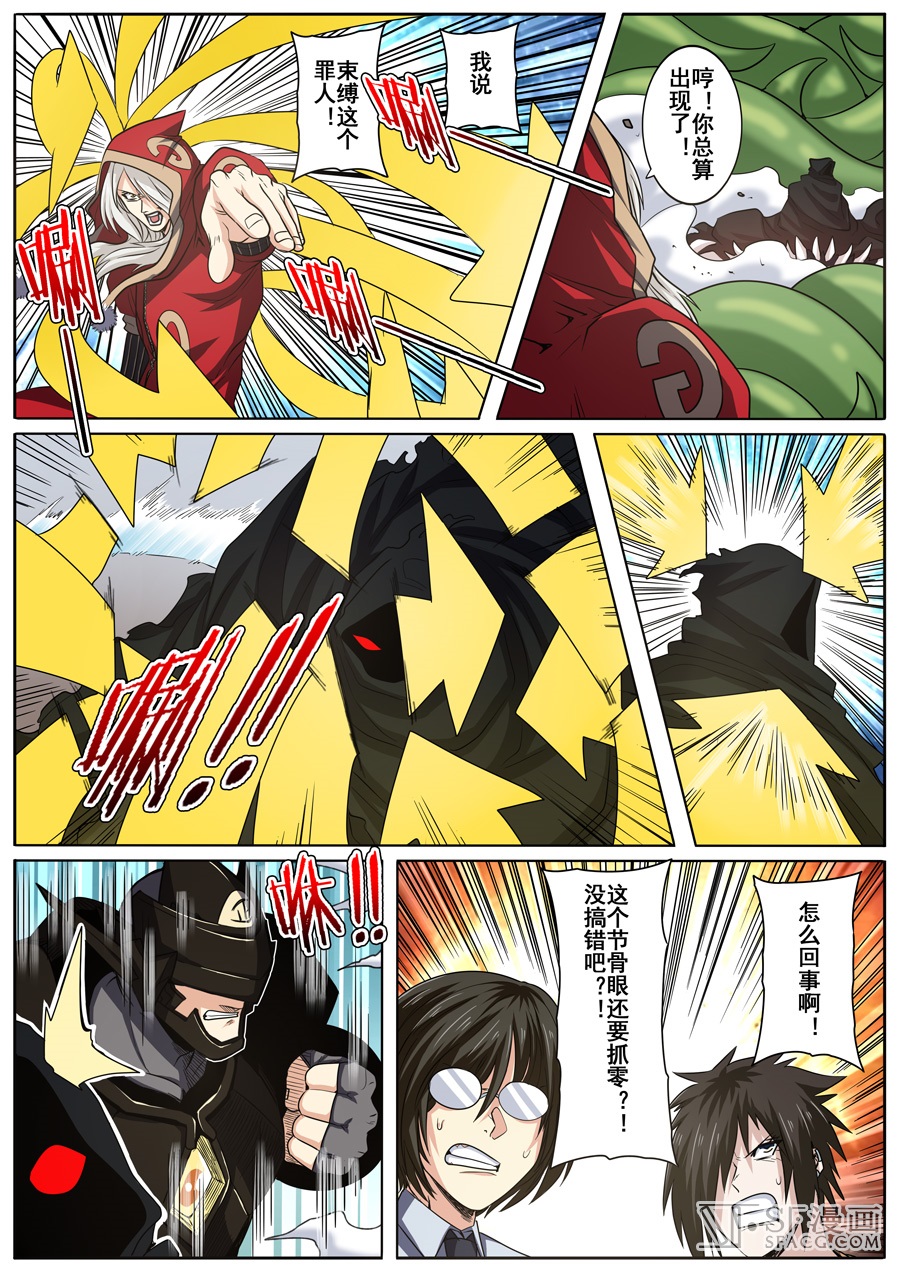 哼！你总算
出现了！
我说
束缚这个
罪人！
唰
唰
唰
唰!!
怎么回事啊！
这个节骨眼还要抓零？！
没搞错吧？！
咻!!
SF漫画
SFACG.COM